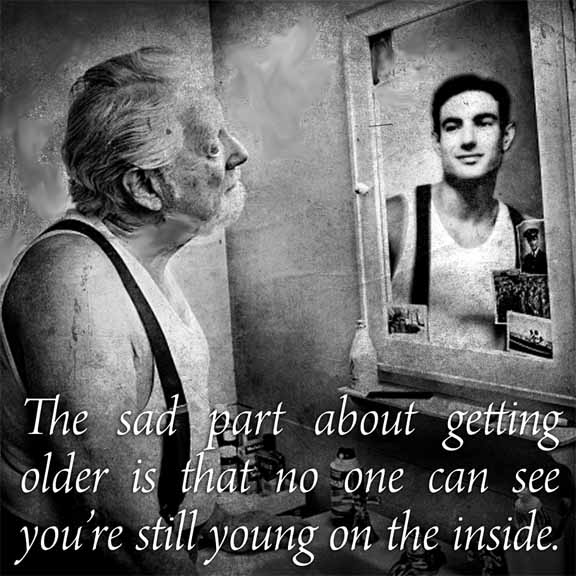 The sad part about getting
older is that no one can see
you're still young on the inside.